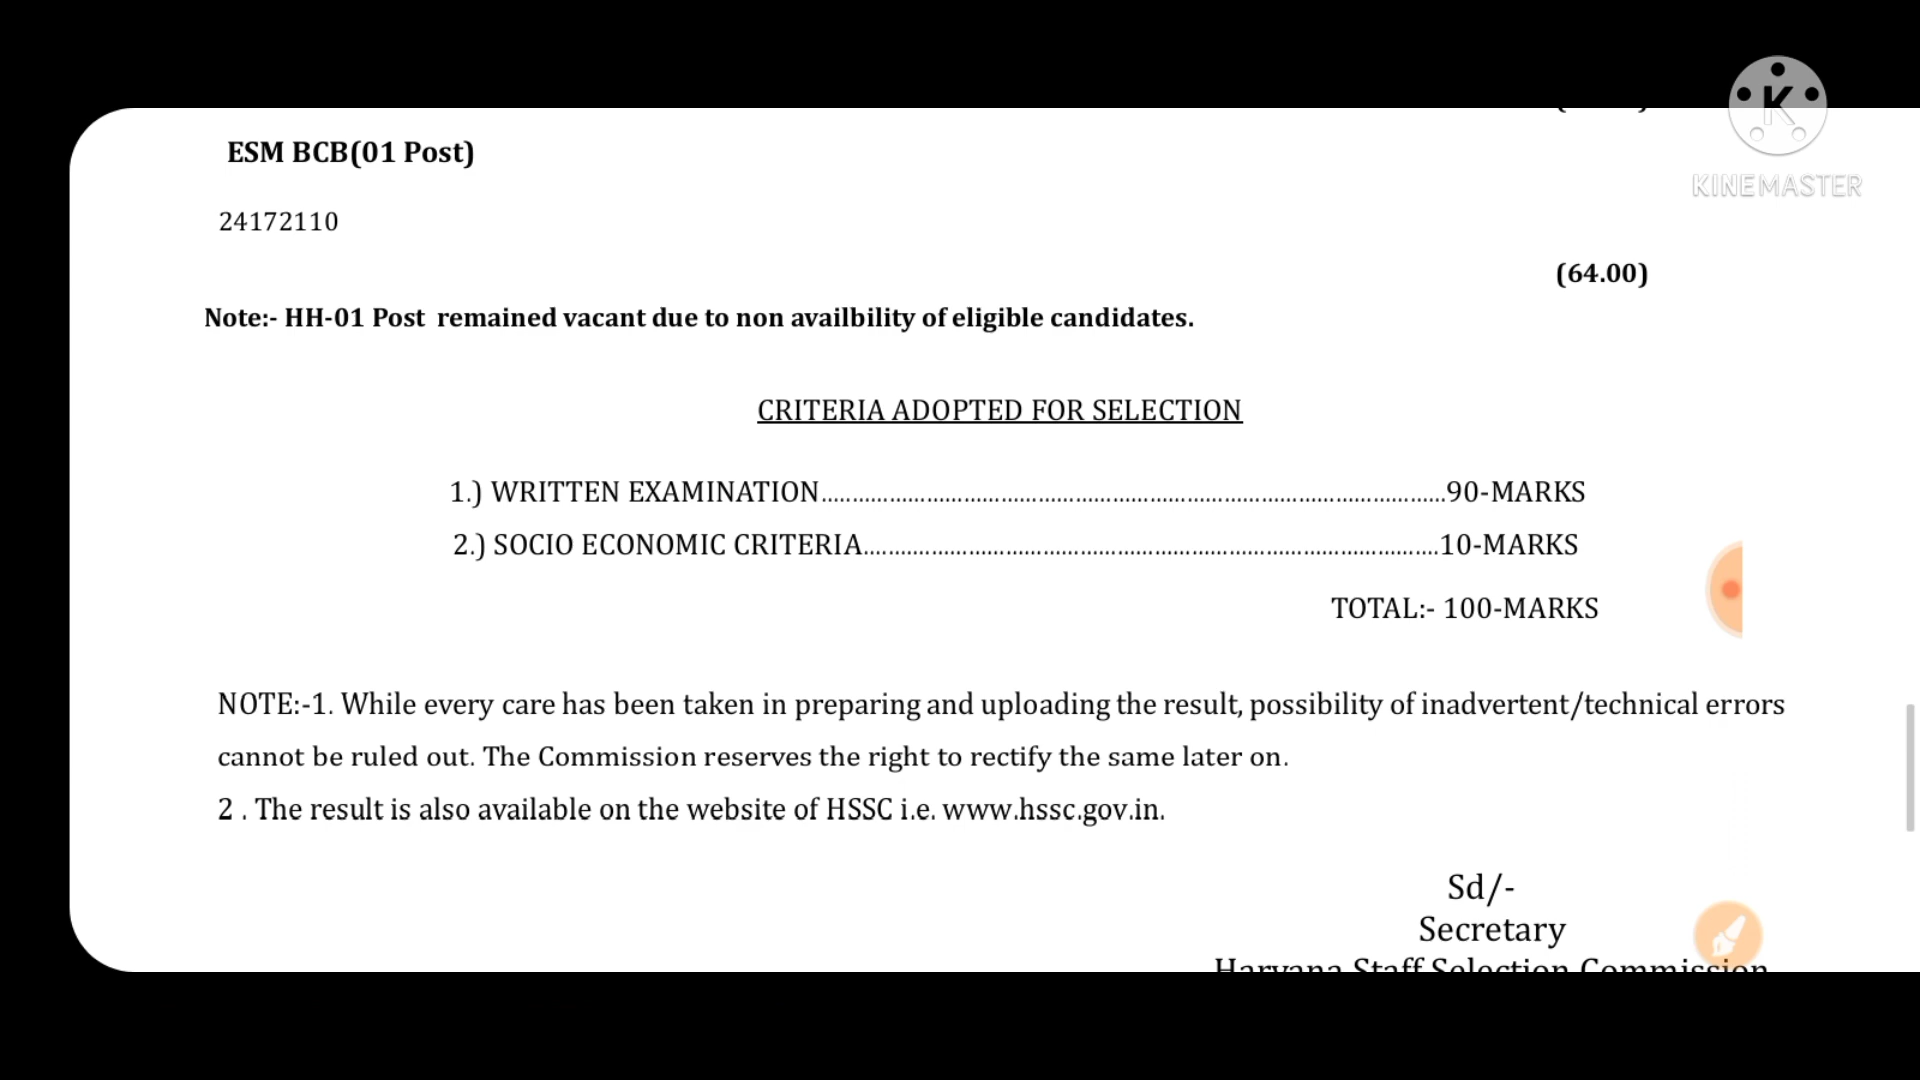 K
KINEMASTER
ESM BCB(01 Post)
24172110
(64.00)
Note:- HH-01 Post remained vacant due to non availbility of eligible candidates.
CRITERIA ADOPTED FOR SELECTION
1.) WRITTEN EXAMINATION....................................................................................................90-MARKS
2.) SOCIO ECONOMIC CRITERIA............................................................................................10-MARKS
TOTAL:- 100-MARKS
NOTE:-1. While every care has been taken in preparing and uploading the result, possibility of inadvertent/technical errors
cannot be ruled out. The Commission reserves the right to rectify the same later on.
2 . The result is also available on the website of HSSC i.e. www.hssc.gov.in.
Sd/-
Secretary
Haryana Staff Selection Commission